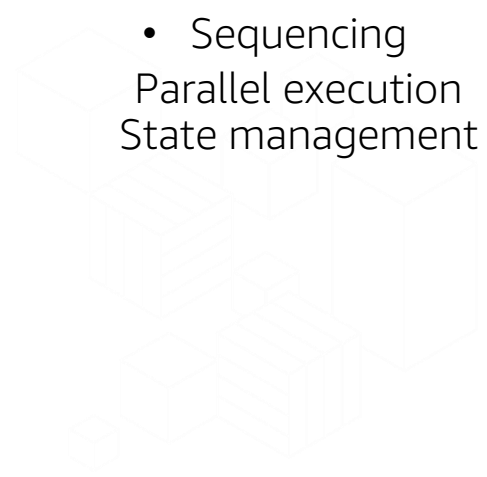 • Sequencing
Parallel execution
State management